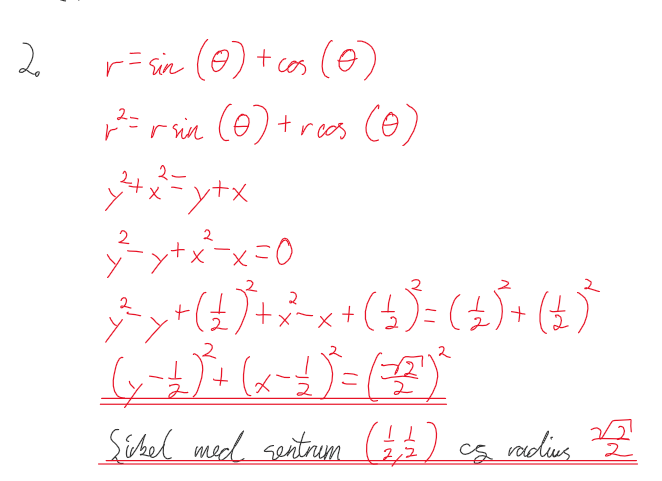 2. r = sin (θ) + cos (θ)
r² = r sin (θ) + r cos (θ)
y² + x² = y + x
y² - y + x² - x = 0
y² - y + (1/2)² + x² - x + (1/2)² = (1/2)² + (1/2)²
(y - 1/2)² + (x - 1/2)² = (√2/2)²
Sirkel med sentrum (1/2, 1/2) og radius √2/2